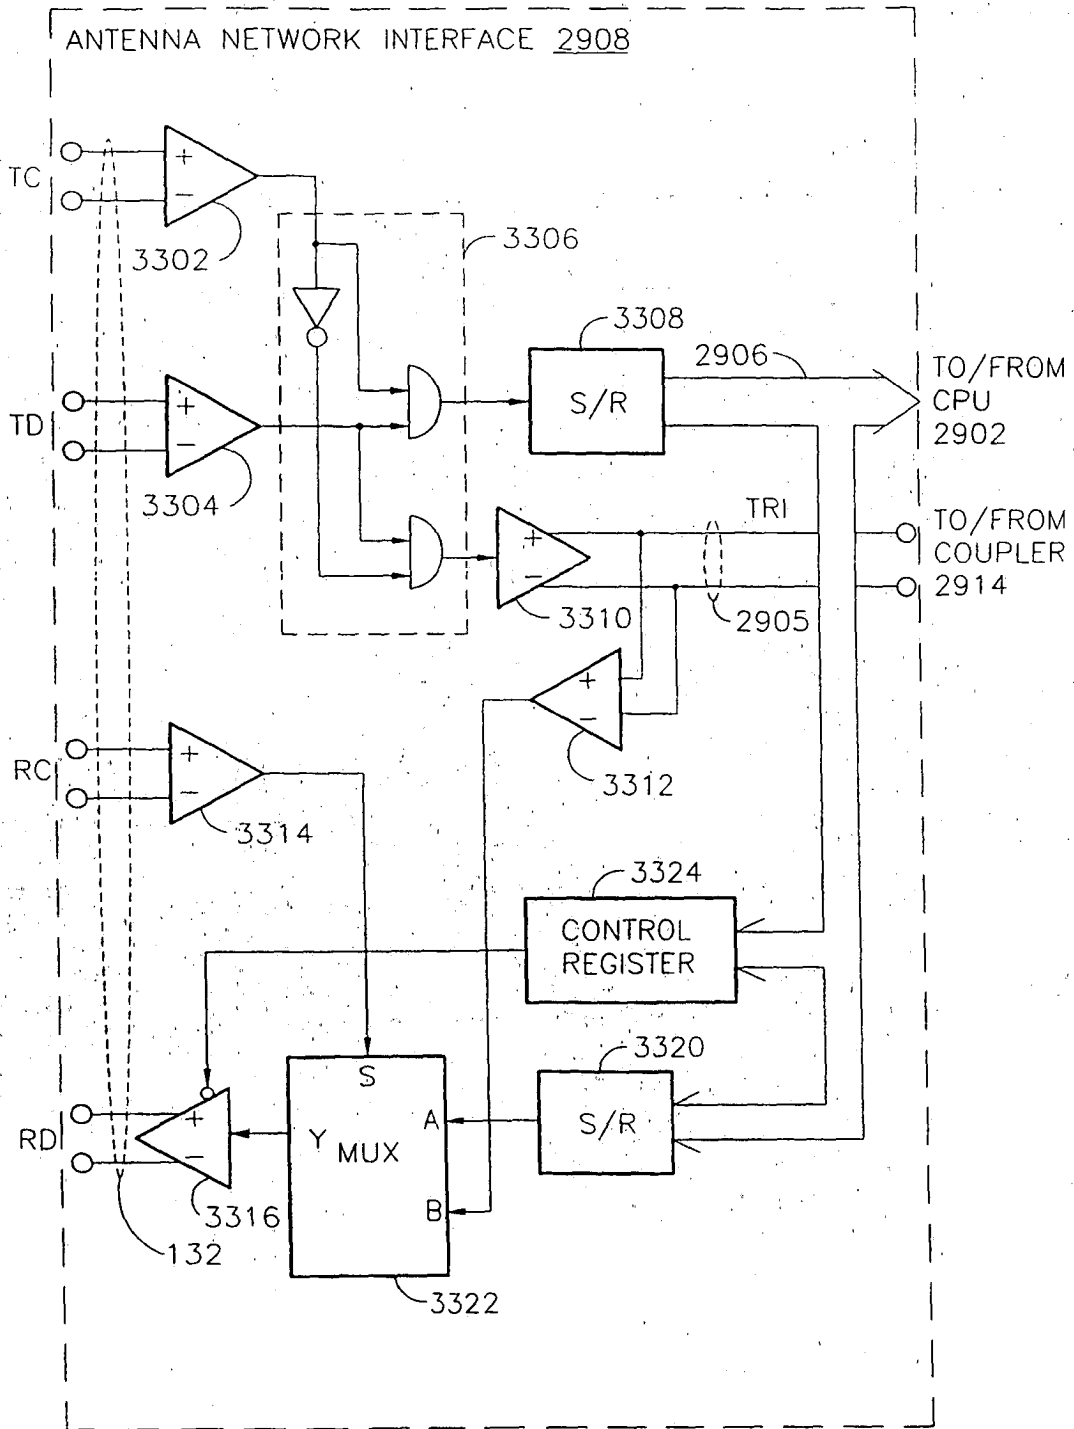 ANTENNA NETWORK INTERFACE 2908
TC
+
−
3302
3306
3308
S/R
2906
TO/FROM
CPU
2902
TD
+
−
3304
TRI
TO/FROM
COUPLER
2914
+
−
3310
2905
+
−
3312
RC
+
−
3314
3324
CONTROL
REGISTER
3320
S/R
S
A
Y
MUX
B
RD
+
−
3316
132
3322